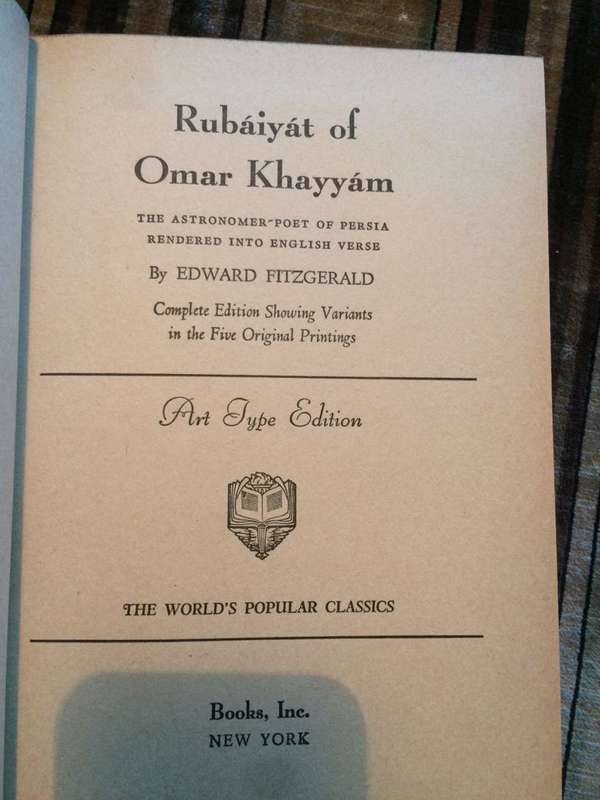 Rubáiyát of
Omar Khayyám
THE ASTRONOMER-POET OF PERSIA
RENDERED INTO ENGLISH VERSE
By EDWARD FITZGERALD
Complete Edition Showing Variants
in the Five Original Printings
Art Type Edition
THE WORLD'S POPULAR CLASSICS
Books, Inc.
NEW YORK